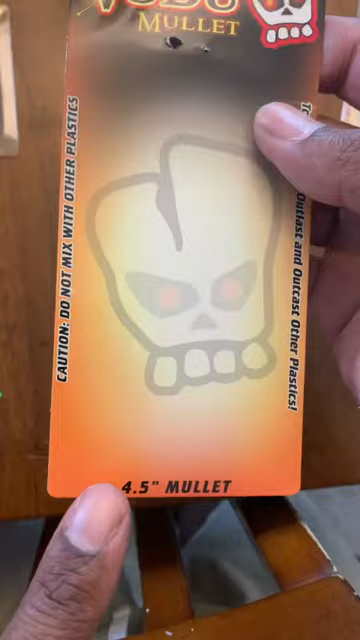 MULLET
CAUTION: DO NOT MIX WITH OTHER PLASTICS
Outlast and Outcast Other Plastics!
4.5" MULLET